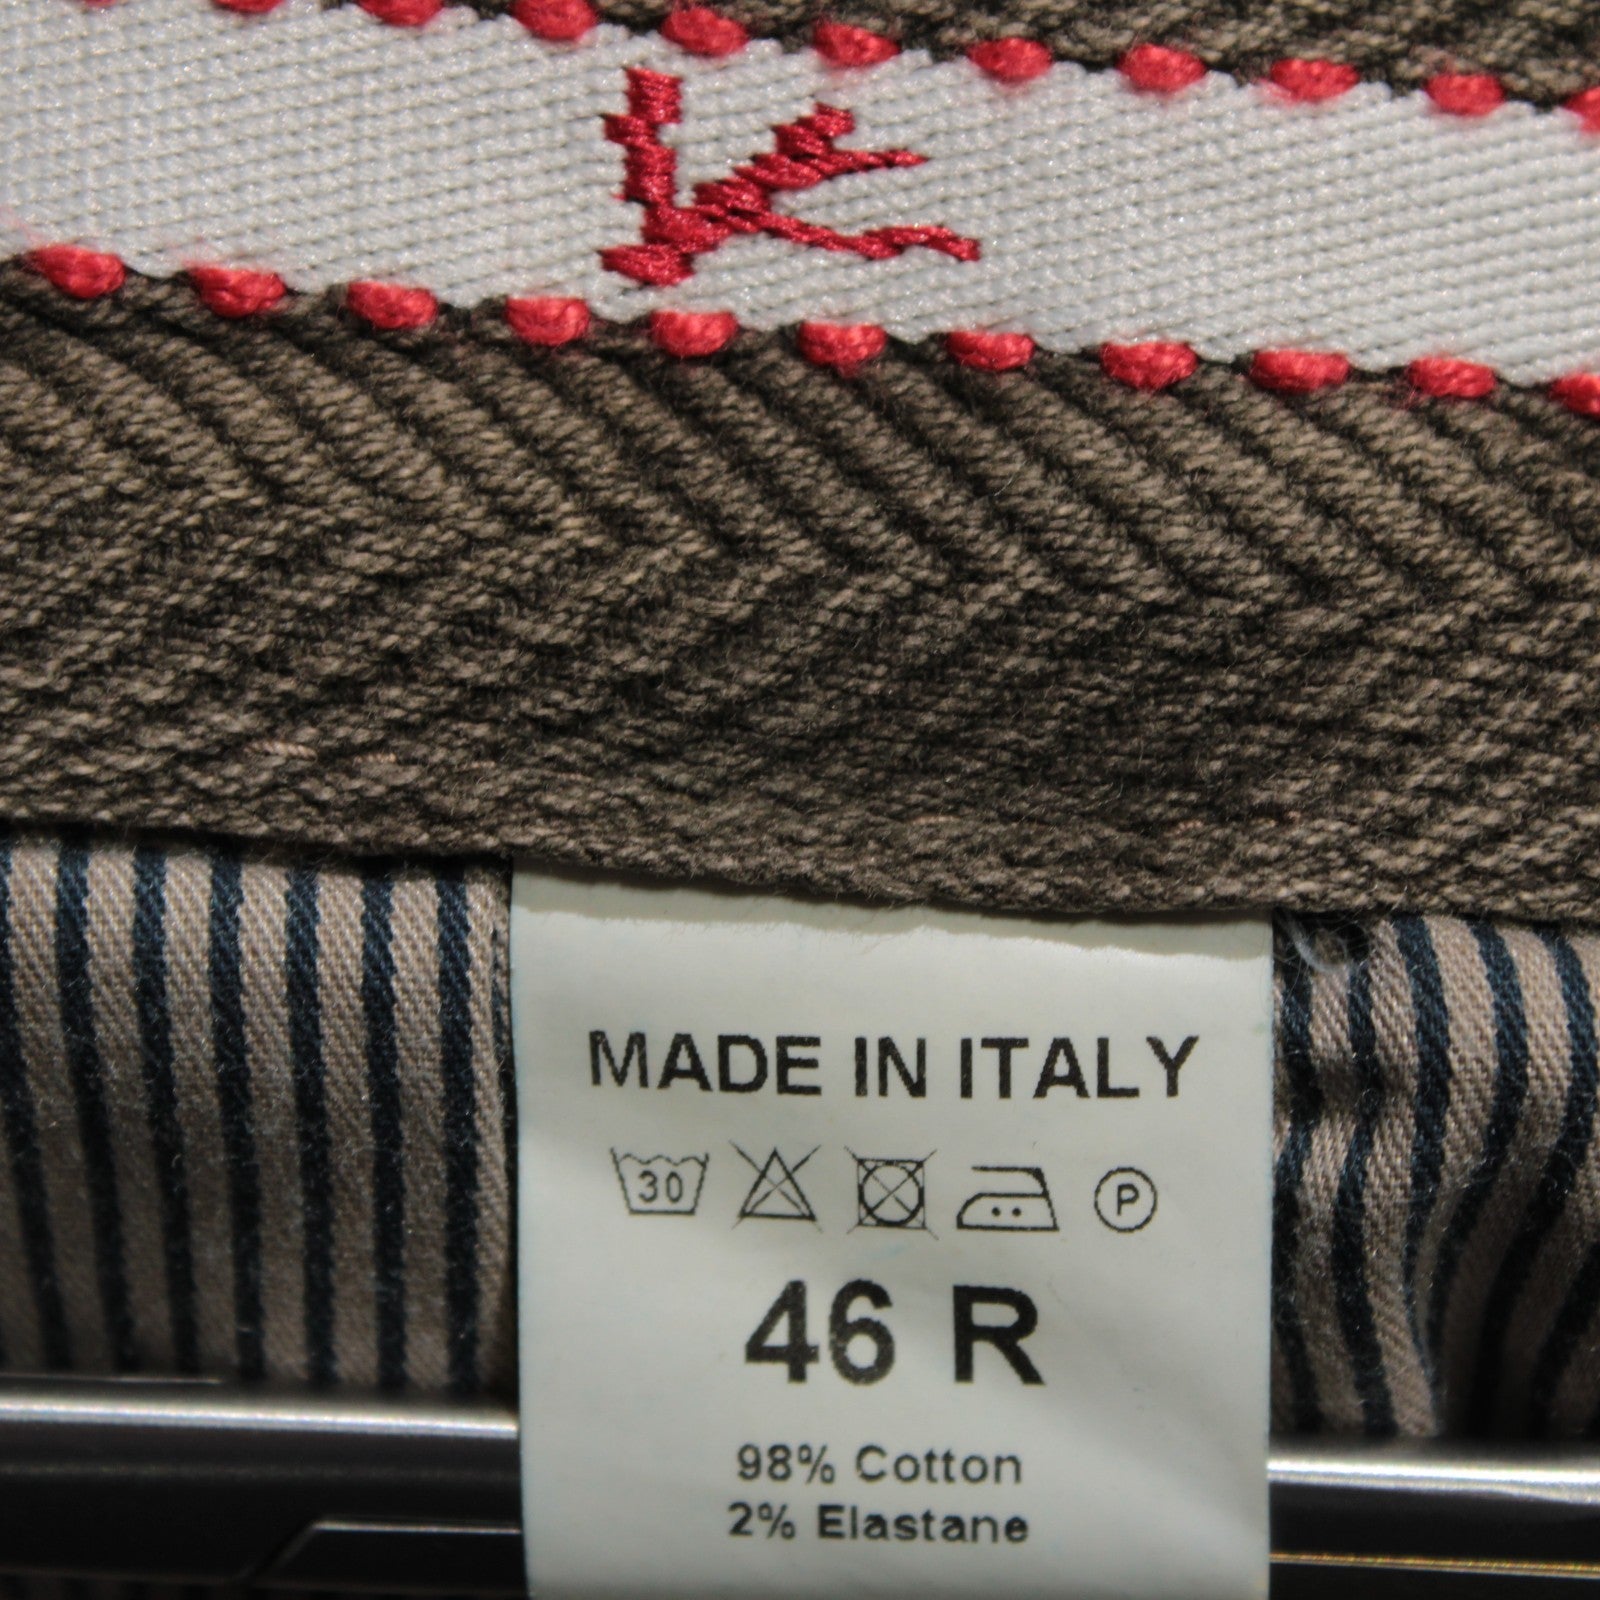 K
MADE IN ITALY
30 P
46 R
98% Cotton
2% Elastane